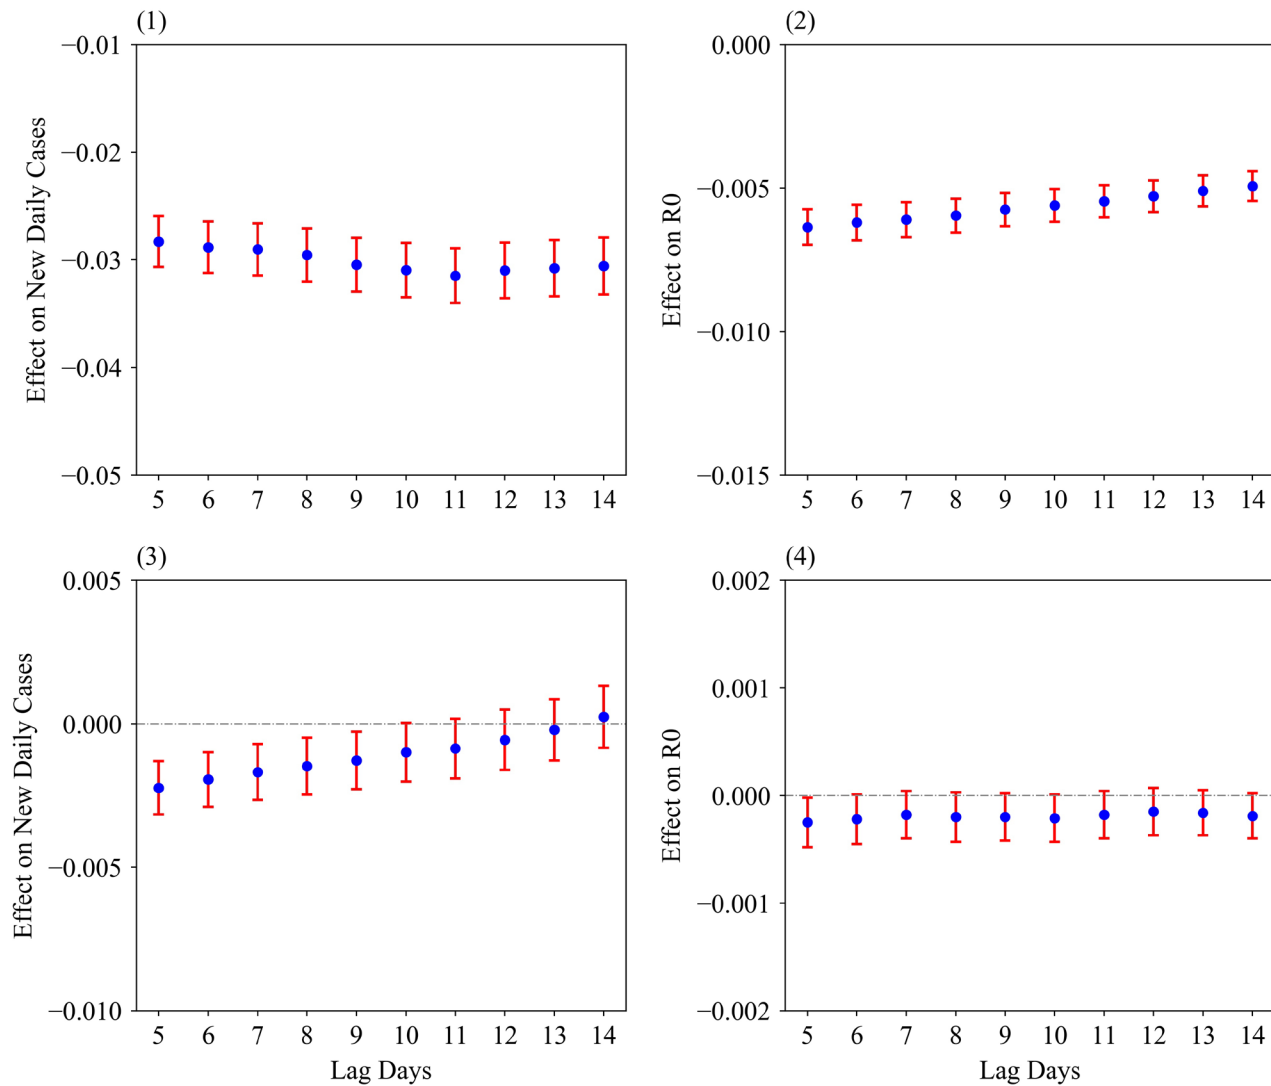 (1)
Effect on New Daily Cases
−0.01
−0.02
−0.03
−0.04
−0.05
5 6 7 8 9 10 11 12 13 14
(2)
Effect on R0
0.000
−0.005
−0.010
−0.015
5 6 7 8 9 10 11 12 13 14
(3)
Effect on New Daily Cases
0.005
0.000
−0.005
−0.010
5 6 7 8 9 10 11 12 13 14
Lag Days
(4)
Effect on R0
0.002
0.001
0.000
−0.001
−0.002
5 6 7 8 9 10 11 12 13 14
Lag Days